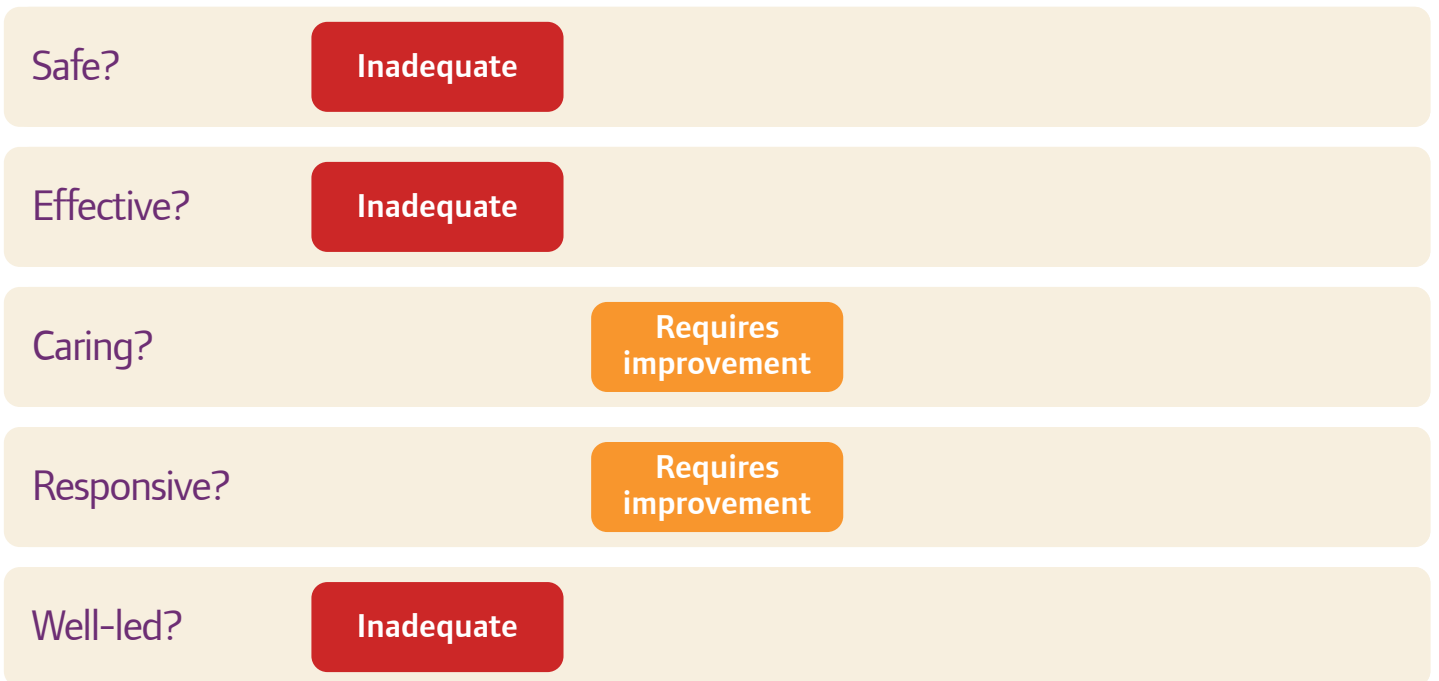 Safe?
Inadequate
Effective?
Inadequate
Caring?
Requires
improvement
Responsive?
Requires
improvement
Well-led?
Inadequate